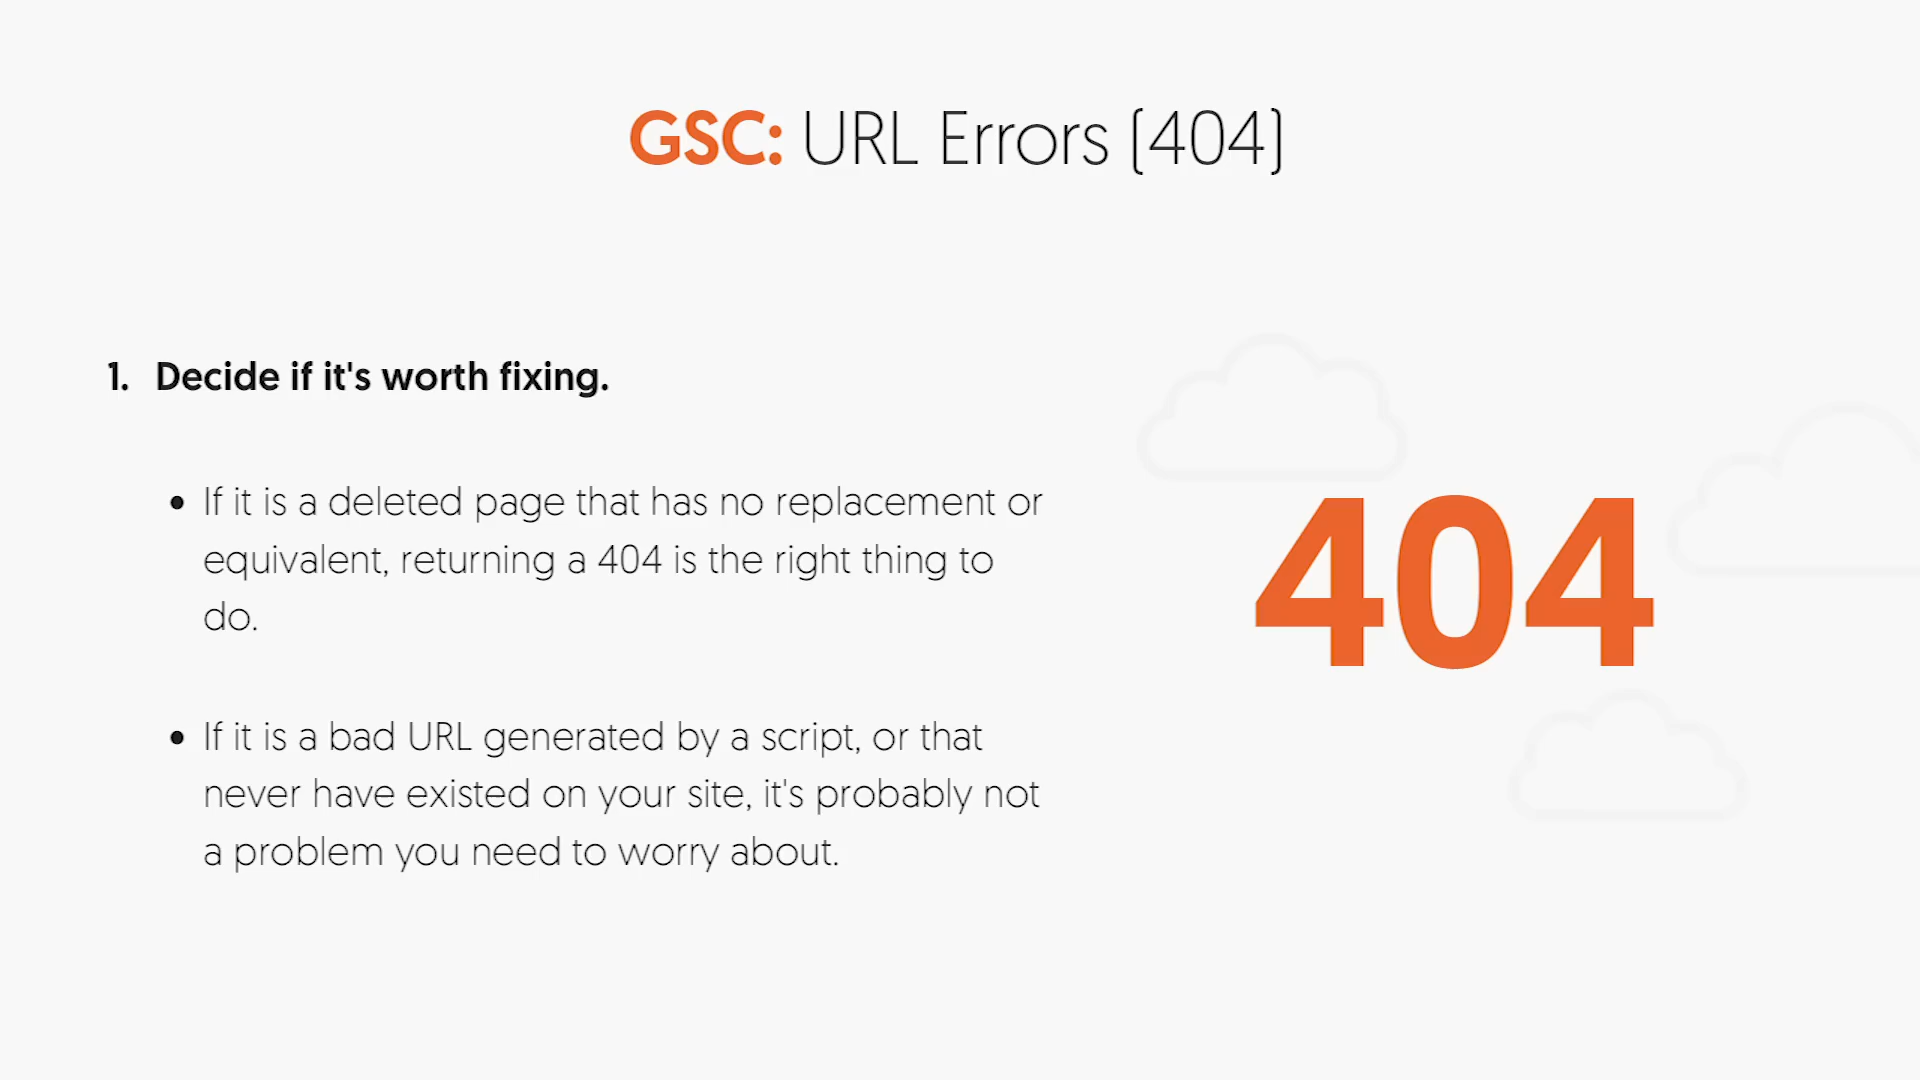 GSC: URL Errors (404)
1. Decide if it's worth fixing.
• If it is a deleted page that has no replacement or
equivalent, returning a 404 is the right thing to
do.
• If it is a bad URL generated by a script, or that
never have existed on your site, it's probably not
a problem you need to worry about.
404